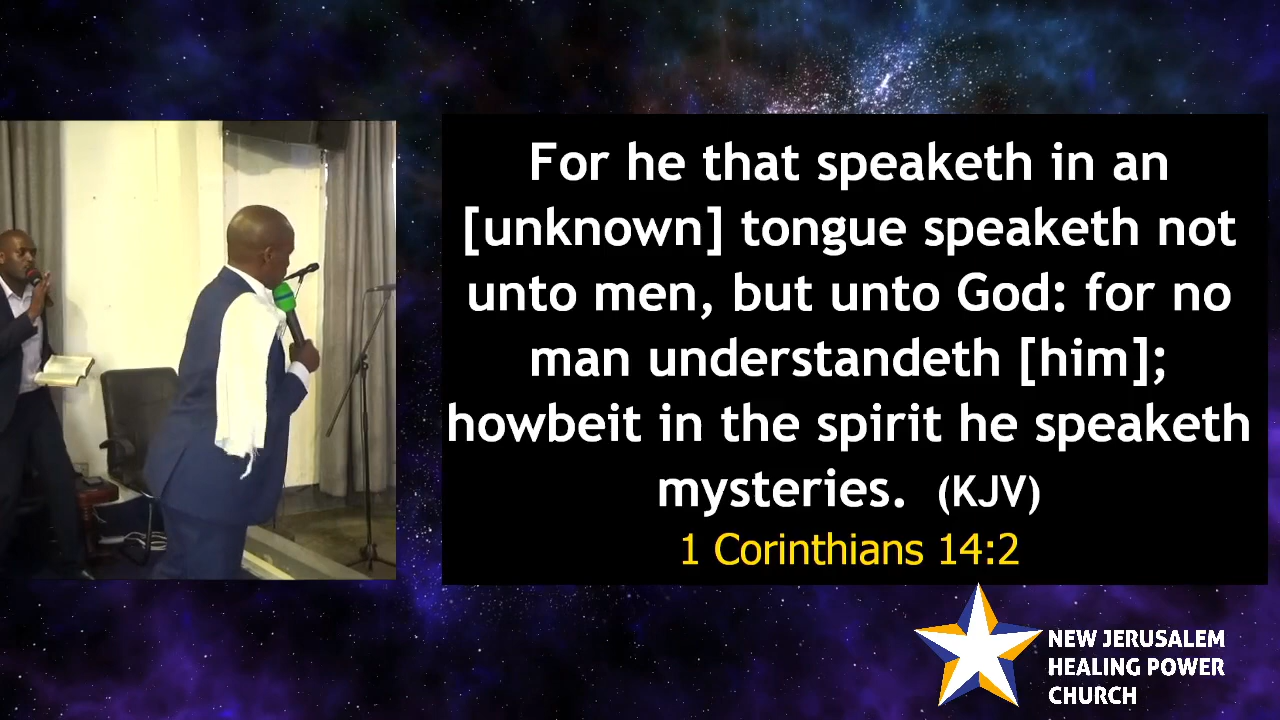 For he that speaketh in an
[unknown] tongue speaketh not
unto men, but unto God: for no
man understandeth [him];
howbeit in the spirit he speaketh
mysteries. (KJV)
1 Corinthians 14:2
NEW JERUSALEM
HEALING POWER
CHURCH